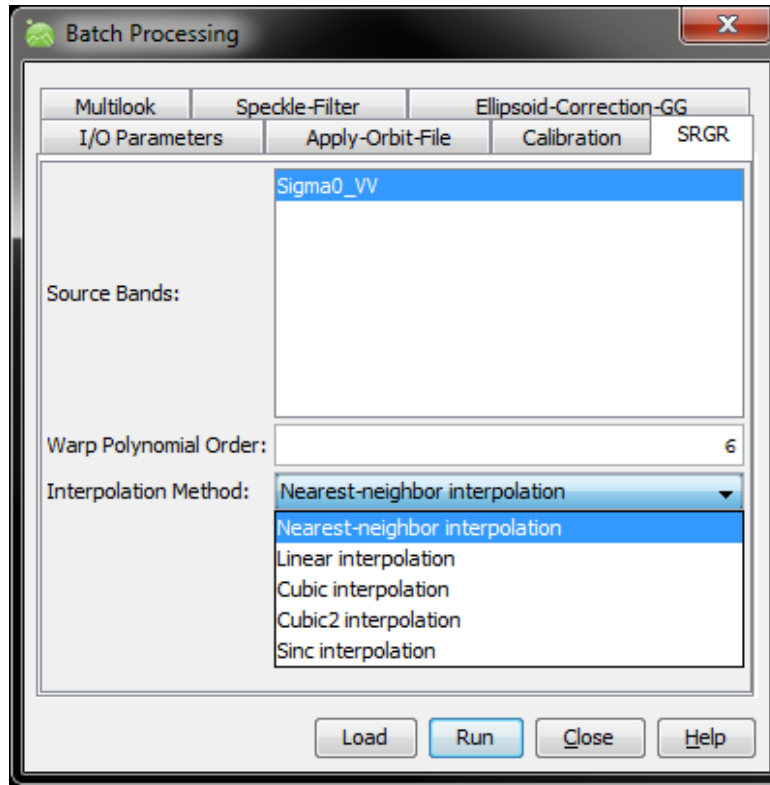 Batch Processing
Multilook Speckle-Filter Ellipsoid-Correction-GG
I/O Parameters Apply-Orbit-File Calibration SRGR
Source Bands: Sigma0_VV
Warp Polynomial Order: 6
Interpolation Method: Nearest-neighbor interpolation
Nearest-neighbor interpolation
Linear interpolation
Cubic interpolation
Cubic2 interpolation
Sinc interpolation
Load Run Close Help